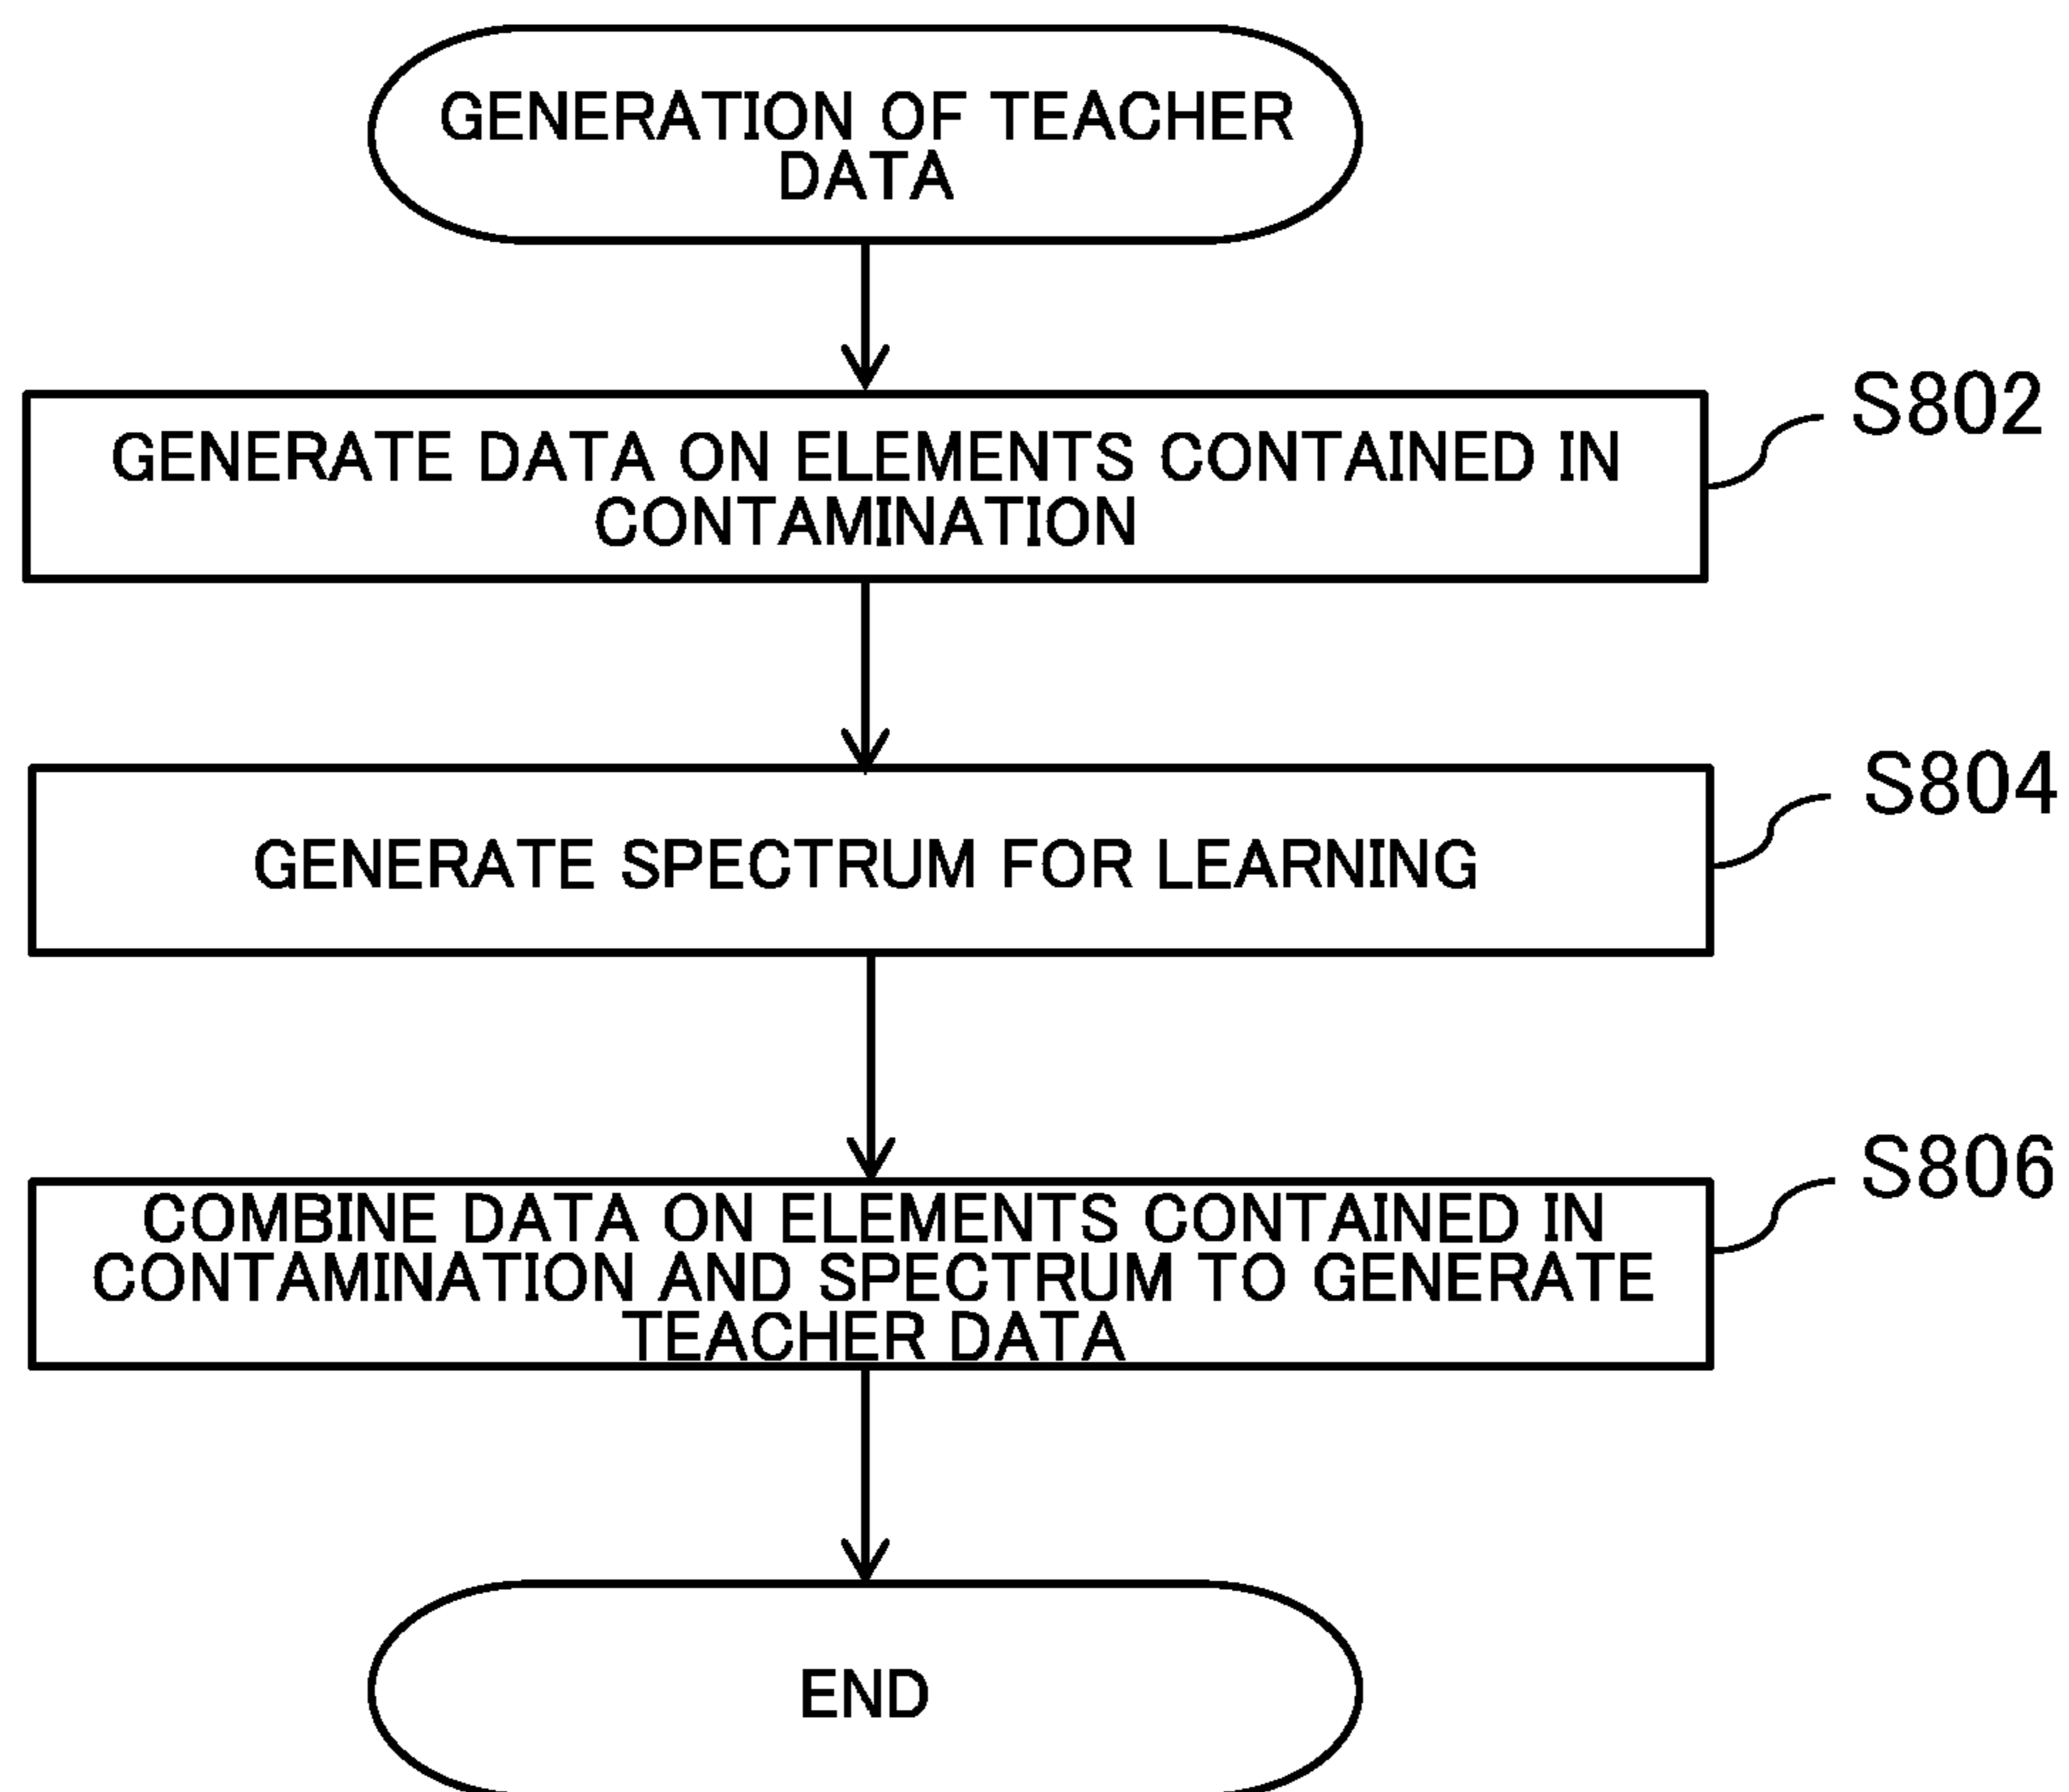 GENERATION OF TEACHER
DATA
S802
GENERATE DATA ON ELEMENTS CONTAINED IN
CONTAMINATION
S804
GENERATE SPECTRUM FOR LEARNING
S806
COMBINE DATA ON ELEMENTS CONTAINED IN
CONTAMINATION AND SPECTRUM TO GENERATE
TEACHER DATA
END